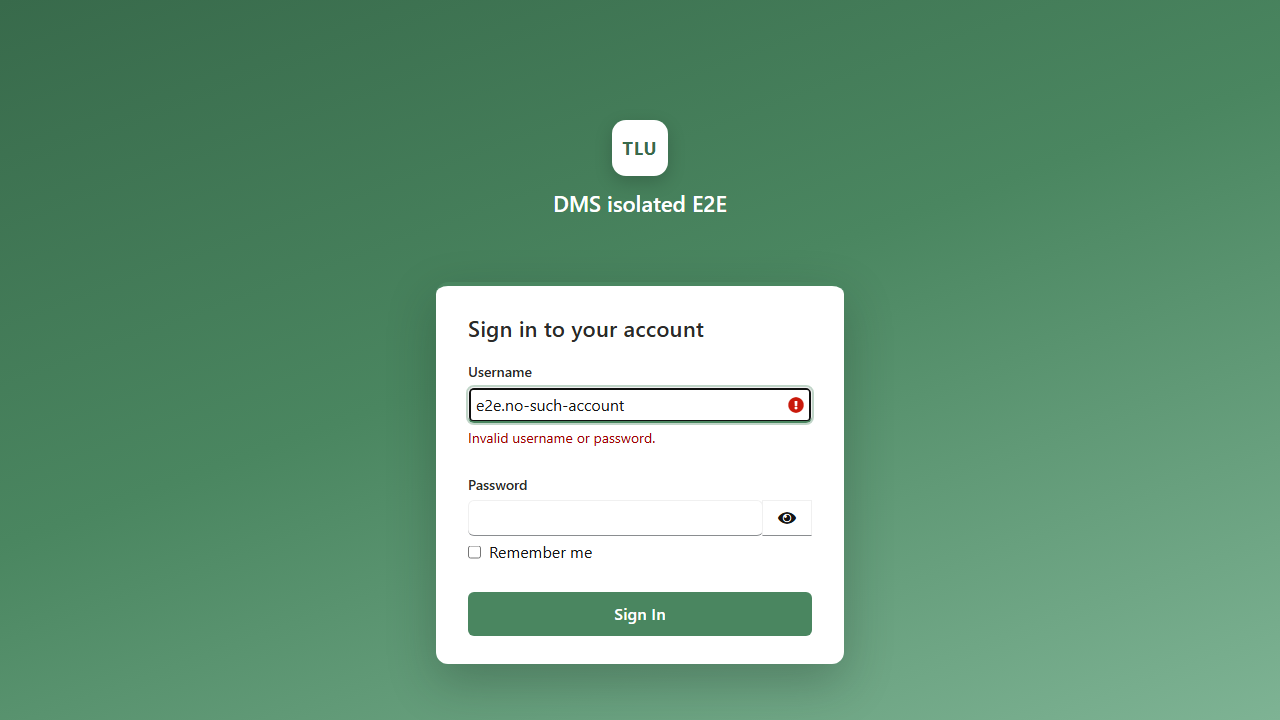 TLU
DMS isolated E2E
Sign in to your account
Username
e2e.no-such-account
Invalid username or password.
Password
Remember me
Sign In